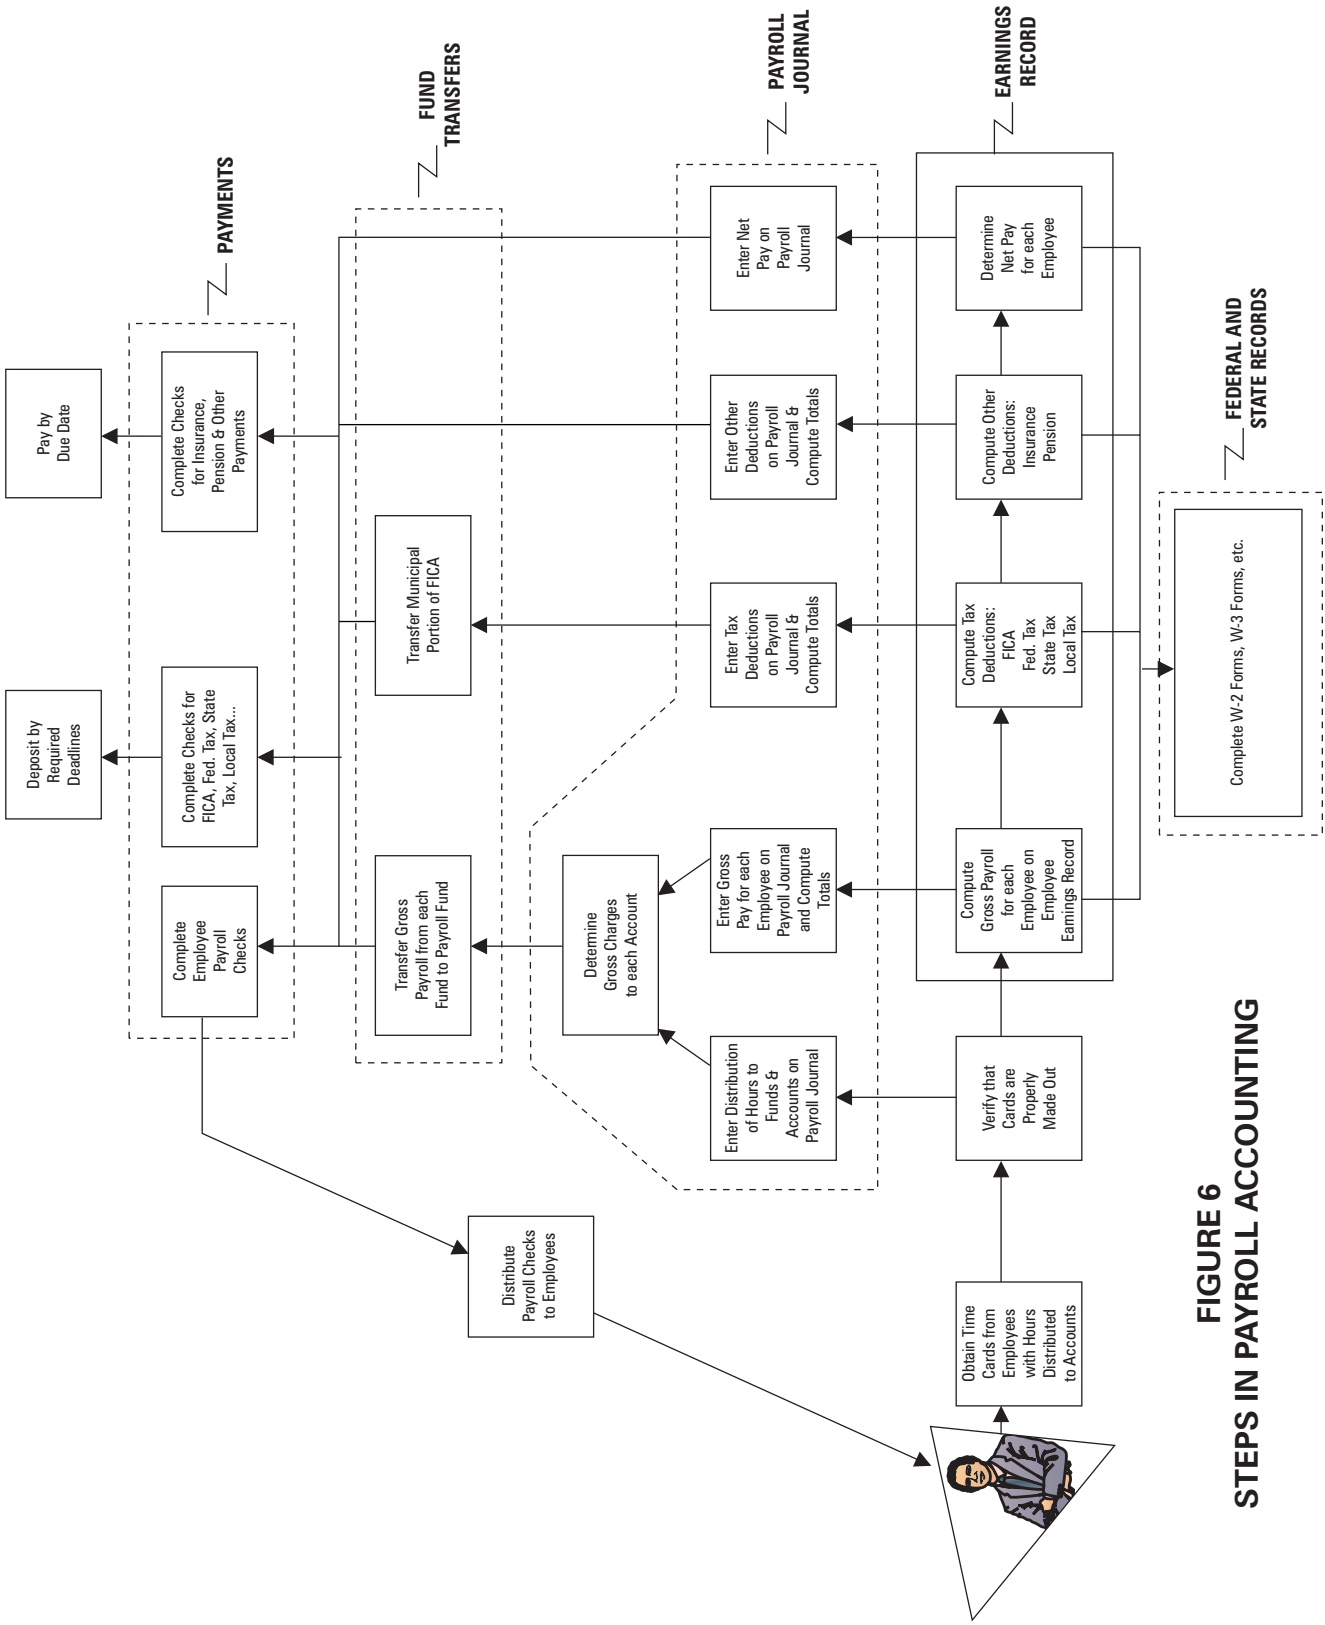 Pay by
Due Date
Deposit by
Required
Deadlines
PAYMENTS
Complete Checks
for Insurance,
Pension & Other
Payments
Complete Checks for
FICA, Fed. Tax, State
Tax, Local Tax...
Complete
Employee
Payroll
Checks
FUND
TRANSFERS
Transfer Municipal
Portion of FICA
Transfer Gross
Payroll from each
Fund to Payroll Fund
Distribute
Payroll Checks
to Employees
PAYROLL
JOURNAL
Determine
Gross Charges
to each Account
Enter Distribution
of Hours to
Funds &
Accounts on
Payroll Journal
Enter Gross
Pay for each
Employee on
Payroll Journal
and Compute
Totals
Enter Tax
Deductions
on Payroll
Journal &
Compute Totals
Enter Other
Deductions
on Payroll
Journal &
Compute Totals
Enter Net
Pay on
Payroll
Journal
EARNINGS
RECORD
Obtain Time
Cards from
Employees
with Hours
Distributed
to Accounts
Verify that
Cards are
Properly
Made Out
Compute
Gross Payroll
for each
Employee on
Employee
Earnings Record
Compute Tax
Deductions:
FICA
Fed. Tax
State Tax
Local Tax
Compute Other
Deductions:
Insurance
Pension
Determine
Net Pay
for each
Employee
FEDERAL AND
STATE RECORDS
Complete W-2 Forms, W-3 Forms, etc.
FIGURE 6
STEPS IN PAYROLL ACCOUNTING